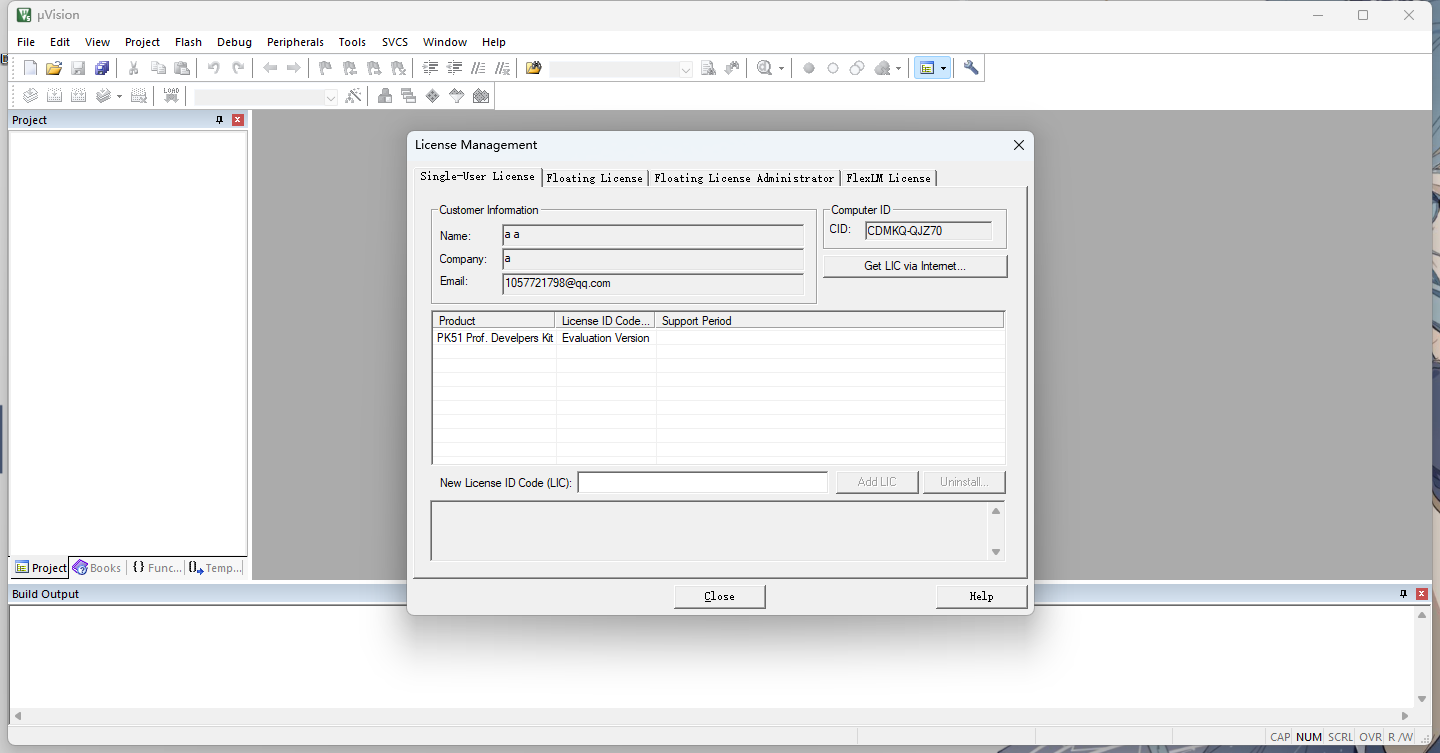 µVision
File Edit View Project Flash Debug Peripherals Tools SVCS Window Help
LOAD
Project
License Management
Single-User License Floating License Floating License Administrator FlexLM License
Customer Information
Name: a a
Company: a
Email: 1057721798@qq.com
Computer ID
CID: CDMKQ-QJZ70
Get LIC via Internet...
Product License ID Code... Support Period
PK51 Prof. Develpers Kit Evaluation Version
New License ID Code (LIC): Add LIC Uninstall...
Close Help
Project Books {} Func... Temp...
Build Output
CAP NUM SCRL OVR R /W